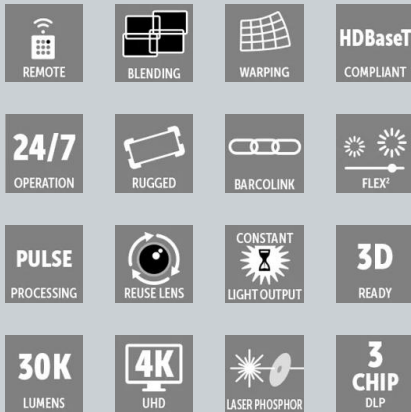 REMOTE
BLENDING
WARPING
HDBaseT
COMPLIANT
24/7
OPERATION
RUGGED
BARCOLINK
FLEX²
PULSE
PROCESSING
REUSE LENS
CONSTANT
LIGHT OUTPUT
3D
READY
30K
LUMENS
4K
UHD
LASER PHOSPHOR
3
CHIP
DLP